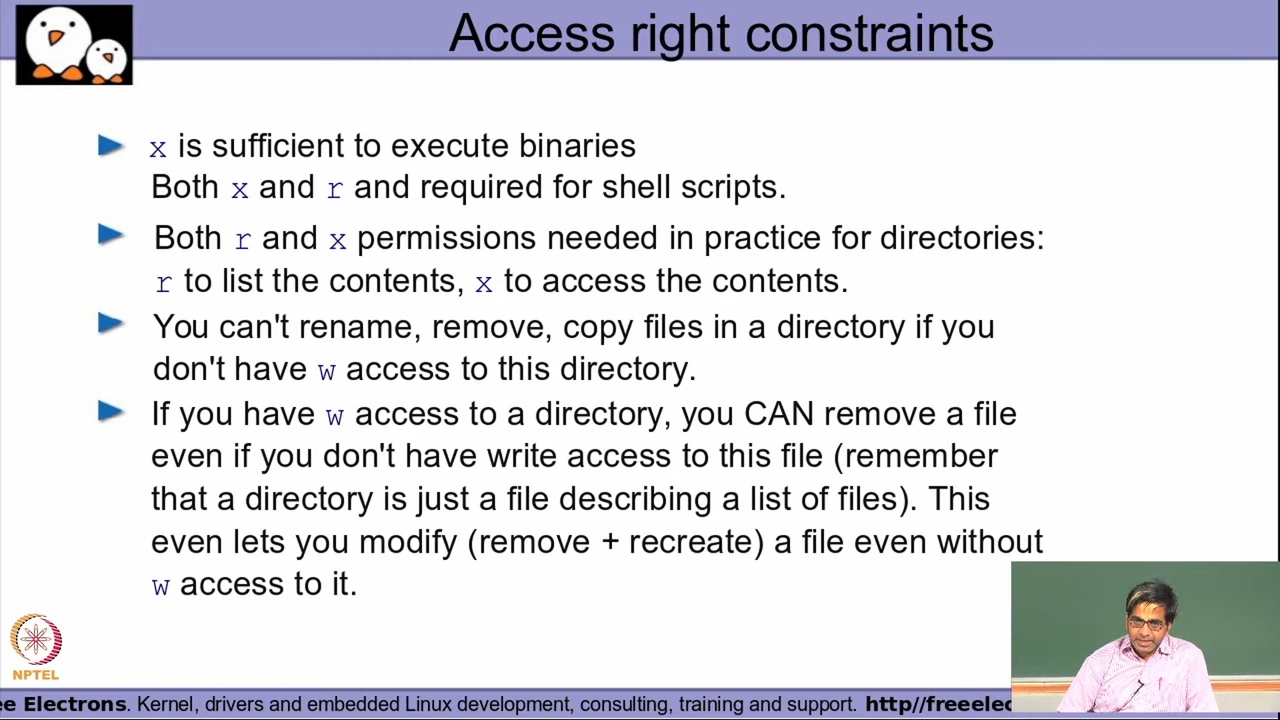 Access right constraints
x is sufficient to execute binaries
Both x and r and required for shell scripts.
Both r and x permissions needed in practice for directories:
r to list the contents, x to access the contents.
You can't rename, remove, copy files in a directory if you
don't have w access to this directory.
If you have w access to a directory, you CAN remove a file
even if you don't have write access to this file (remember
that a directory is just a file describing a list of files). This
even lets you modify (remove + recreate) a file even without
w access to it.
NPTEL
ee Electrons. Kernel, drivers and embedded Linux development, consulting, training and support. http//freeelec